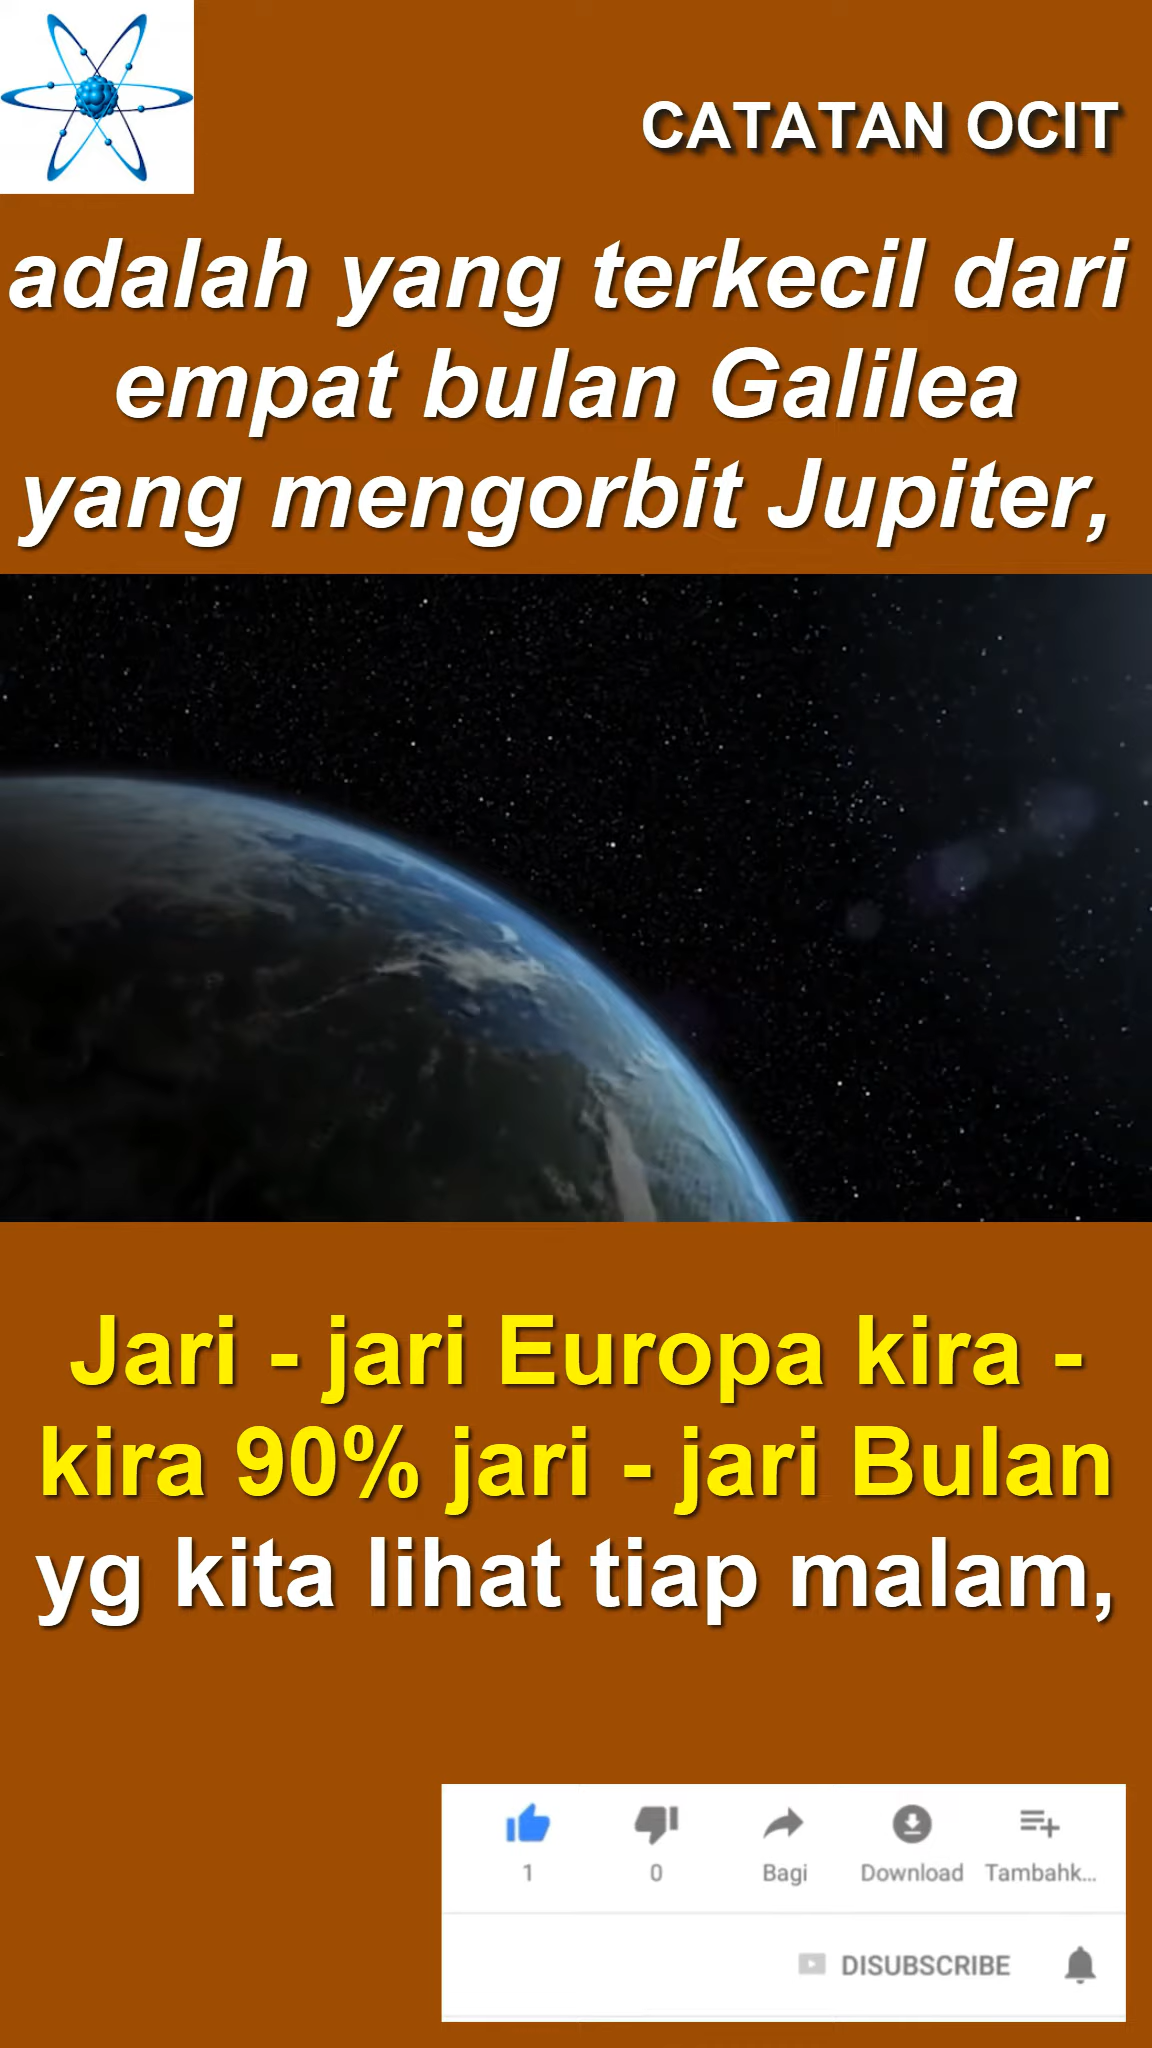 CATATAN OCIT
adalah yang terkecil dari
empat bulan Galilea
yang mengorbit Jupiter,
Jari - jari Europa kira -
kira 90% jari - jari Bulan
yg kita lihat tiap malam,
1 0 Bagi Download Tambahk...
DISUBSCRIBE